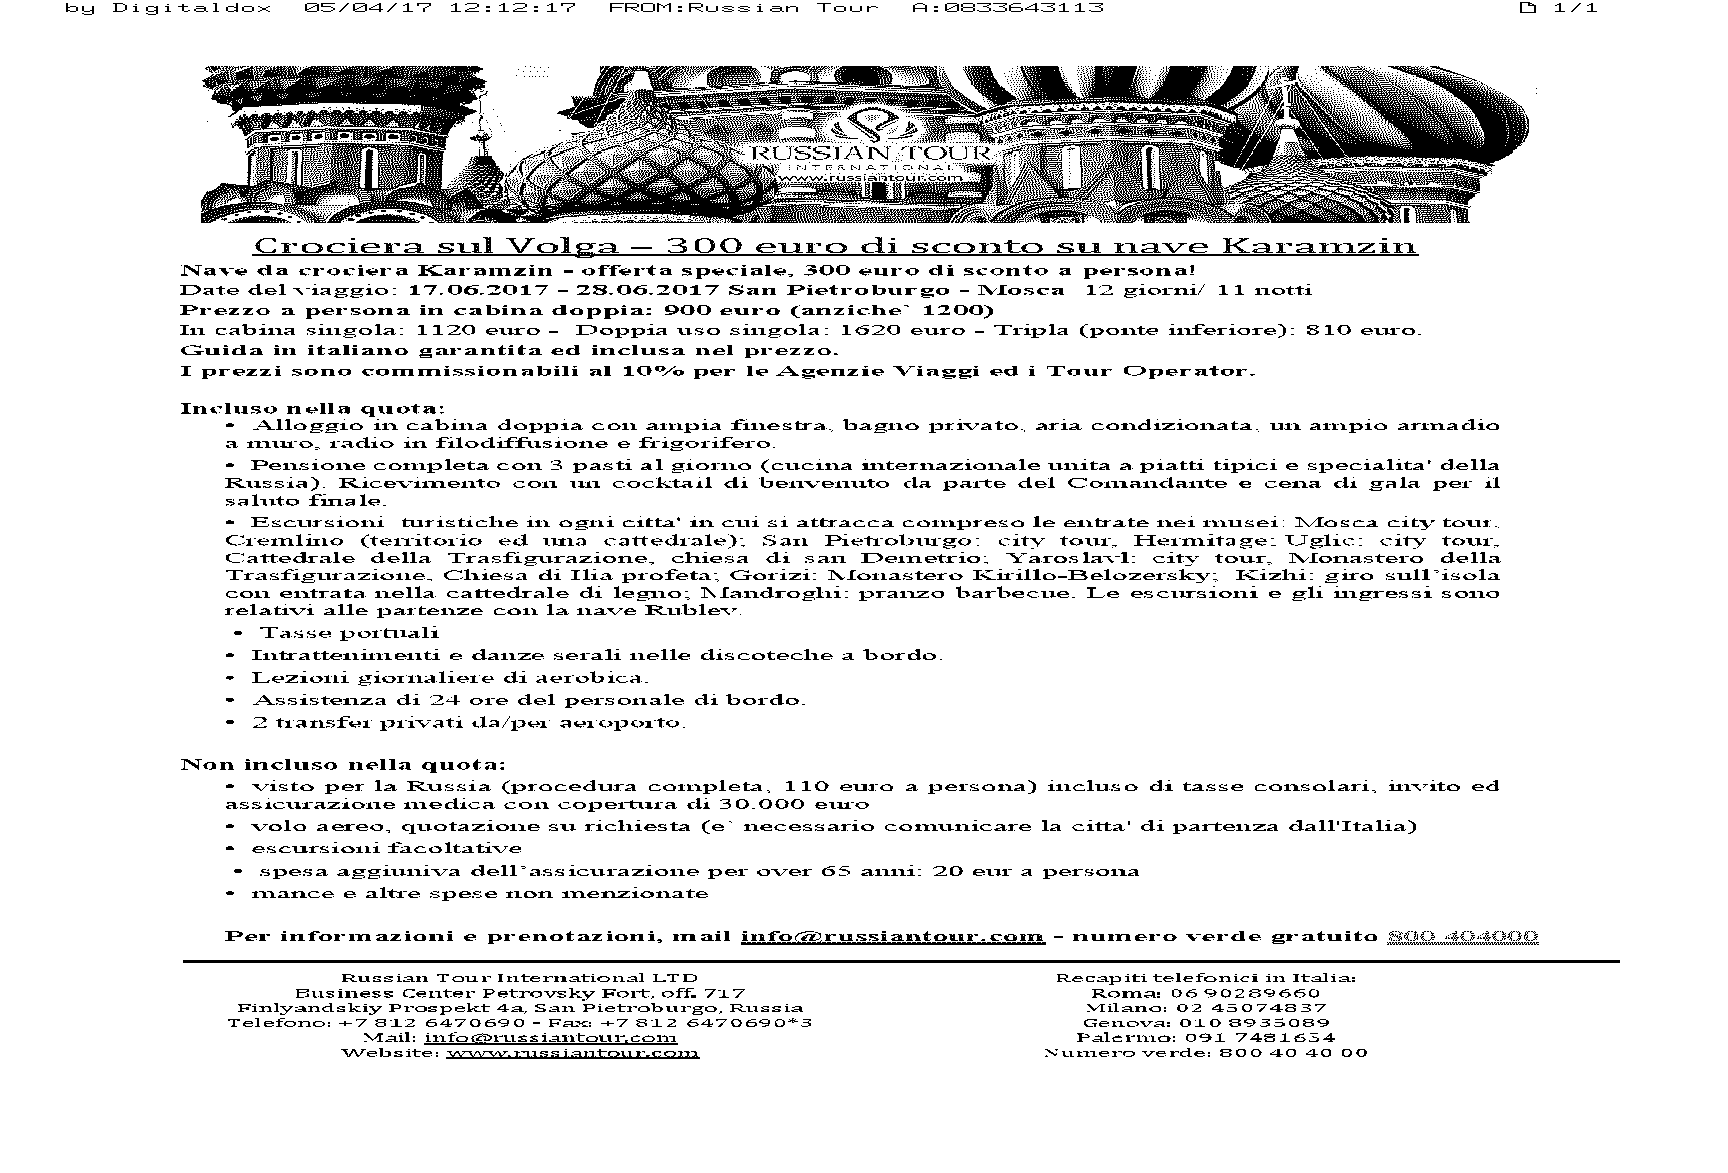 by Digitaldox 05/04/17 12:12:17 FROM:Russian Tour A:0833643113 1/1
RUSSIAN TOUR
INTERNATIONAL
www.russiantour.com
Crociera sul Volga – 300 euro di sconto su nave Karamzin
Nave da crociera Karamzin - offerta speciale, 300 euro di sconto a persona!
Date del viaggio: 17.06.2017 - 28.06.2017 San Pietroburgo - Mosca 12 giorni/ 11 notti
Prezzo a persona in cabina doppia: 900 euro (anziche` 1200)
In cabina singola: 1120 euro - Doppia uso singola: 1620 euro - Tripla (ponte inferiore): 810 euro.
Guida in italiano garantita ed inclusa nel prezzo.
I prezzi sono commissionabili al 10% per le Agenzie Viaggi ed i Tour Operator.
Incluso nella quota:
• Alloggio in cabina doppia con ampia finestra, bagno privato, aria condizionata, un ampio armadio
a muro, radio in filodiffusione e frigorifero.
• Pensione completa con 3 pasti al giorno (cucina internazionale unita a piatti tipici e specialita' della
Russia). Ricevimento con un cocktail di benvenuto da parte del Comandante e cena di gala per il
saluto finale.
• Escursioni turistiche in ogni citta' in cui si attracca compreso le entrate nei musei: Mosca city tour,
Cremlino (territorio ed una cattedrale); San Pietroburgo: city tour, Hermitage; Uglic: city tour,
Cattedrale della Trasfigurazione, chiesa di san Demetrio; Yaroslavl: city tour, Monastero della
Trasfigurazione, Chiesa di Ilia profeta; Gorizi: Monastero Kirillo-Belozersky; Kizhi: giro sull'isola
con entrata nella cattedrale di legno; Mandroghi: pranzo barbecue. Le escursioni e gli ingressi sono
relativi alle partenze con la nave Rublev.
• Tasse portuali
• Intrattenimenti e danze serali nelle discoteche a bordo.
• Lezioni giornaliere di aerobica.
• Assistenza di 24 ore del personale di bordo.
• 2 transfer privati da/per aeroporto.
Non incluso nella quota:
• visto per la Russia (procedura completa, 110 euro a persona) incluso di tasse consolari, invito ed
assicurazione medica con copertura di 30.000 euro
• volo aereo, quotazione su richiesta (e` necessario comunicare la citta' di partenza dall'Italia)
• escursioni facoltative
• spesa aggiuniva dell'assicurazione per over 65 anni: 20 eur a persona
• mance e altre spese non menzionate
Per informazioni e prenotazioni, mail info@russiantour.com - numero verde gratuito 800 404000
Russian Tour International LTD
Business Center Petrovsky Fort, off. 717
Finlyandskiy Prospekt 4a, San Pietroburgo, Russia
Telefono: +7 812 6470690 - Fax: +7 812 6470690*3
Mail: info@russiantour.com
Website: www.russiantour.com
Recapiti telefonici in Italia:
Roma: 06 90289660
Milano: 02 45074837
Genova: 010 8935089
Palermo: 091 7481634
Numero verde: 800 40 40 00